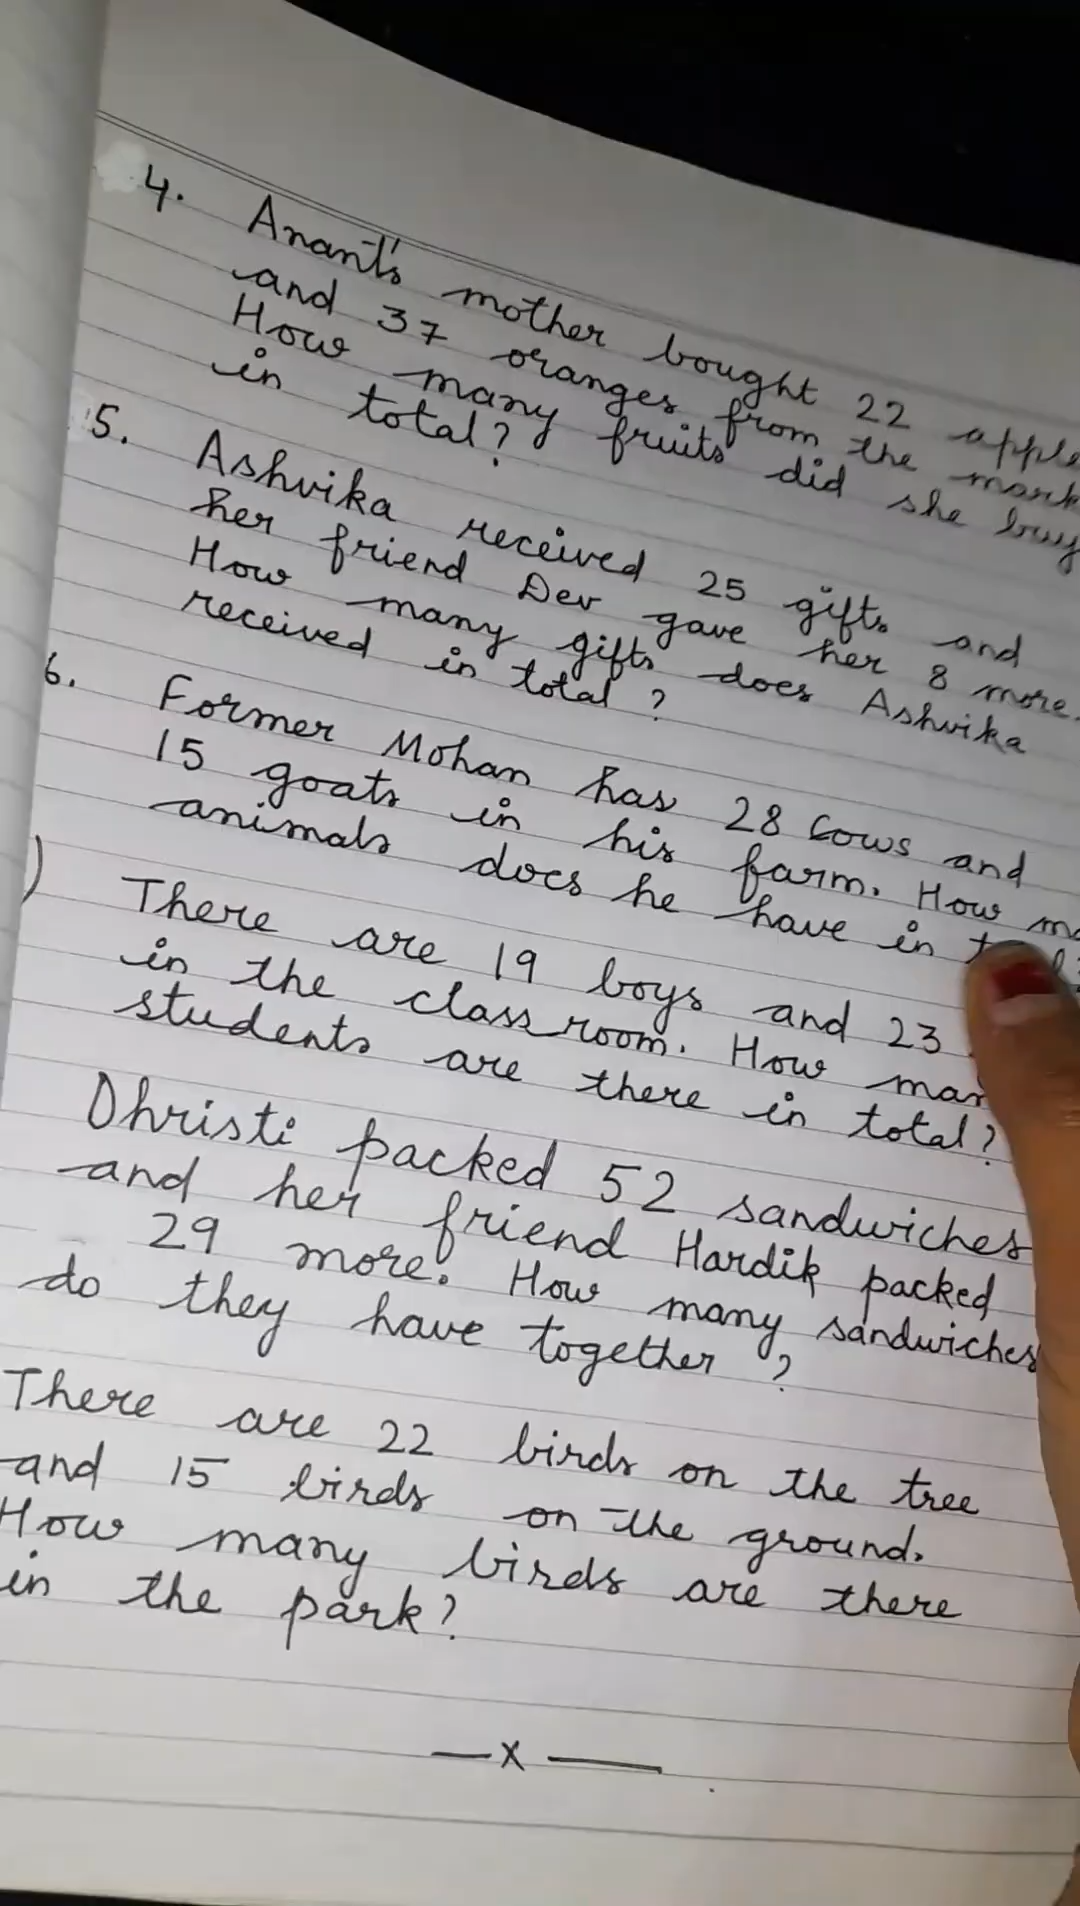 4. Anant's mother bought 22 apple
and 37 oranges from the mark
How many fruits did she buy
in total?
5. Ashvika received 25 gifts and
her friend Dev gave her 8 more.
How many gifts does Ashvika
received in total?
6. Former Mohan has 28 Cows and
15 goats in his farm. How ma
animals does he have in
) There are 19 boys and 23
in the classroom. How man
students are there in total?
Dhristi packed 52 sandwiches
and her friend Hardik packed
29 more. How many sandwiches
do they have together?
There are 22 birds on the tree
and 15 birds on the ground.
How many birds are there
in the park?
—x—